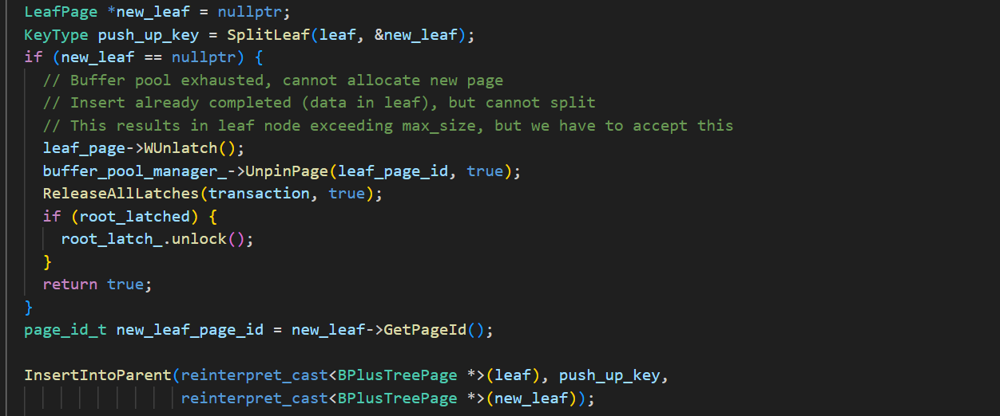 LeafPage *new_leaf = nullptr;
KeyType push_up_key = SplitLeaf(leaf, &new_leaf);
if (new_leaf == nullptr) {
// Buffer pool exhausted, cannot allocate new page
// Insert already completed (data in leaf), but cannot split
// This results in leaf node exceeding max_size, but we have to accept this
leaf_page->WUnlatch();
buffer_pool_manager_->UnpinPage(leaf_page_id, true);
ReleaseAllLatches(transaction, true);
if (root_latched) {
root_latch_.unlock();
}
return true;
}
page_id_t new_leaf_page_id = new_leaf->GetPageId();
InsertIntoParent(reinterpret_cast<BPlusTreePage *>(leaf), push_up_key,
reinterpret_cast<BPlusTreePage *>(new_leaf));